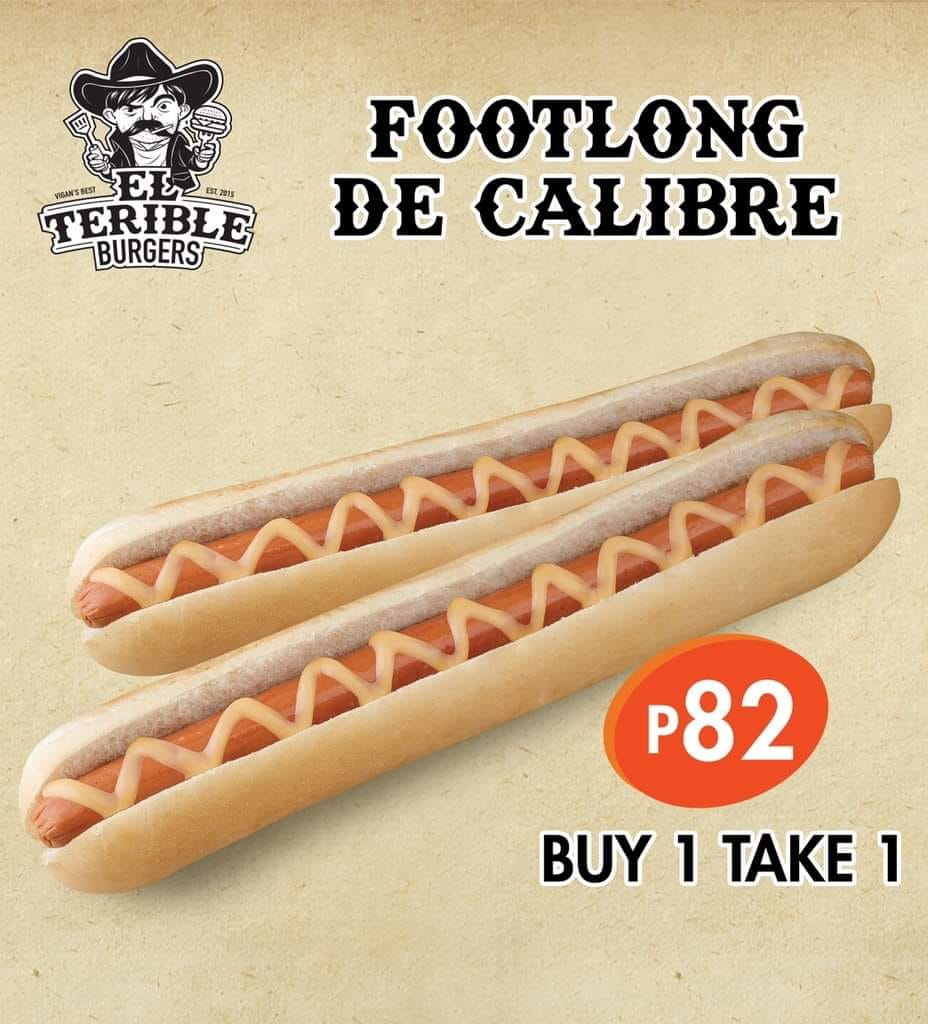 VIGAN'S BEST
EST. 2015
EL
TERIBLE
BURGERS
FOOTLONG
DE CALIBRE
P82
BUY 1 TAKE 1